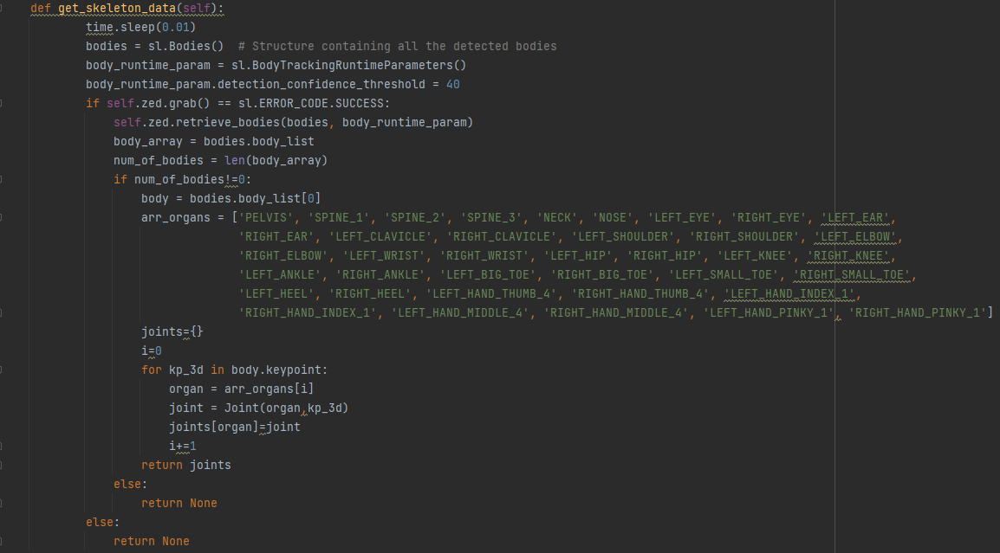 def get_skeleton_data(self):
time.sleep(0.01)
bodies = sl.Bodies()  # Structure containing all the detected bodies
body_runtime_param = sl.BodyTrackingRuntimeParameters()
body_runtime_param.detection_confidence_threshold = 40
if self.zed.grab() == sl.ERROR_CODE.SUCCESS:
self.zed.retrieve_bodies(bodies, body_runtime_param)
body_array = bodies.body_list
num_of_bodies = len(body_array)
if num_of_bodies!=0:
body = bodies.body_list[0]
arr_organs = ['PELVIS', 'SPINE_1', 'SPINE_2', 'SPINE_3', 'NECK', 'NOSE', 'LEFT_EYE', 'RIGHT_EYE', 'LEFT_EAR',
'RIGHT_EAR', 'LEFT_CLAVICLE', 'RIGHT_CLAVICLE', 'LEFT_SHOULDER', 'RIGHT_SHOULDER', 'LEFT_ELBOW',
'RIGHT_ELBOW', 'LEFT_WRIST', 'RIGHT_WRIST', 'LEFT_HIP', 'RIGHT_HIP', 'LEFT_KNEE', 'RIGHT_KNEE',
'LEFT_ANKLE', 'RIGHT_ANKLE', 'LEFT_BIG_TOE', 'RIGHT_BIG_TOE', 'LEFT_SMALL_TOE', 'RIGHT_SMALL_TOE',
'LEFT_HEEL', 'RIGHT_HEEL', 'LEFT_HAND_THUMB_4', 'RIGHT_HAND_THUMB_4', 'LEFT_HAND_INDEX_1',
'RIGHT_HAND_INDEX_1', 'LEFT_HAND_MIDDLE_4', 'RIGHT_HAND_MIDDLE_4', 'LEFT_HAND_PINKY_1', 'RIGHT_HAND_PINKY_1']
joints={}
i=0
for kp_3d in body.keypoint:
organ = arr_organs[i]
joint = Joint(organ,kp_3d)
joints[organ]=joint
i+=1
return joints
else:
return None
else:
return None